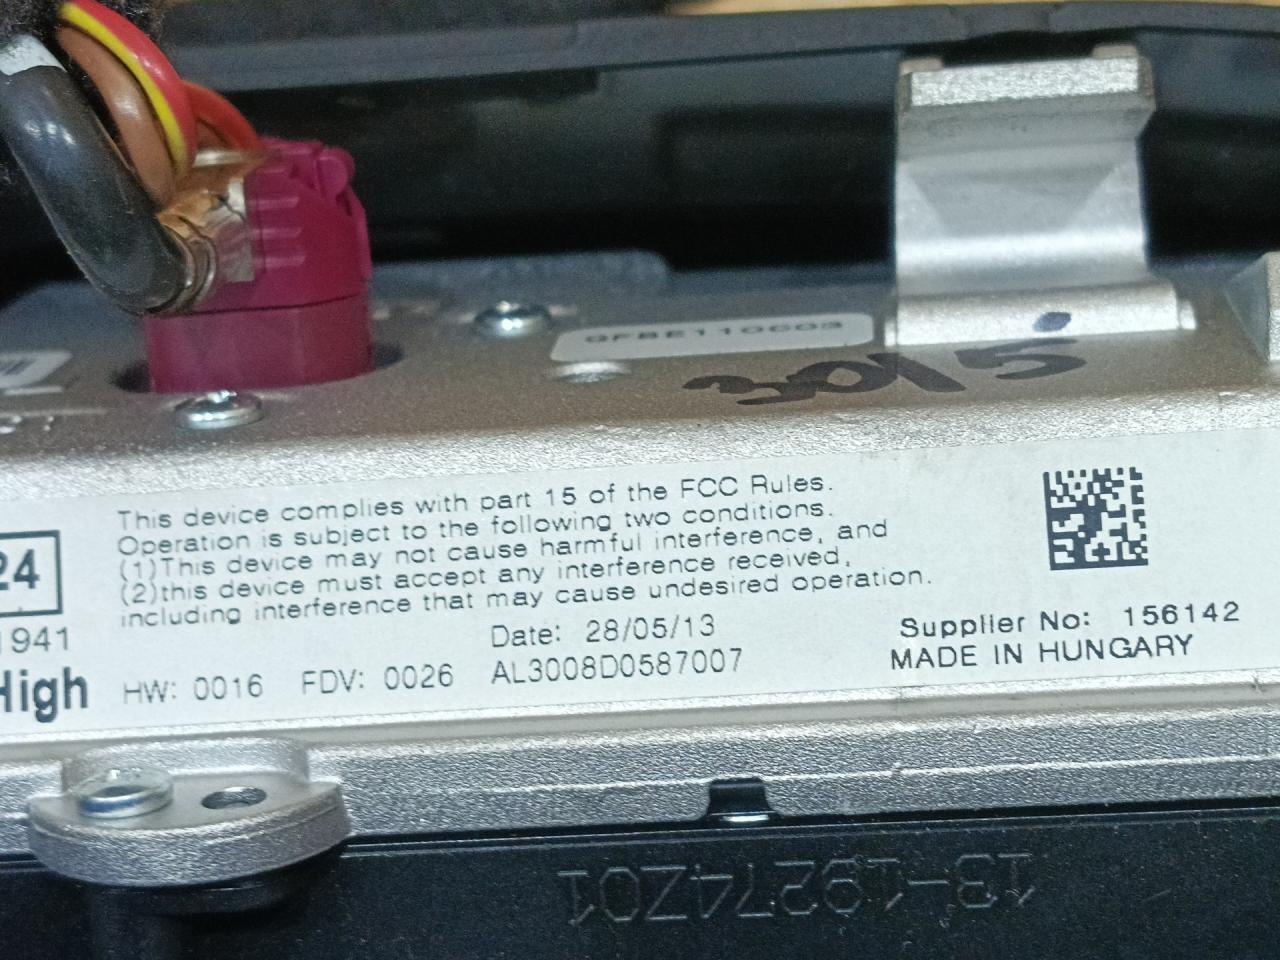 QFBE110603
3015
This device complies with part 15 of the FCC Rules.
Operation is subject to the following two conditions.
(1)This device may not cause harmful interference, and
(2)this device must accept any interference received,
including interference that may cause undesired operation.
24
1941
High
Date: 28/05/13
HW: 0016 FDV: 0026 AL3008D0587007
Supplier No: 156142
MADE IN HUNGARY
13-19274Z01